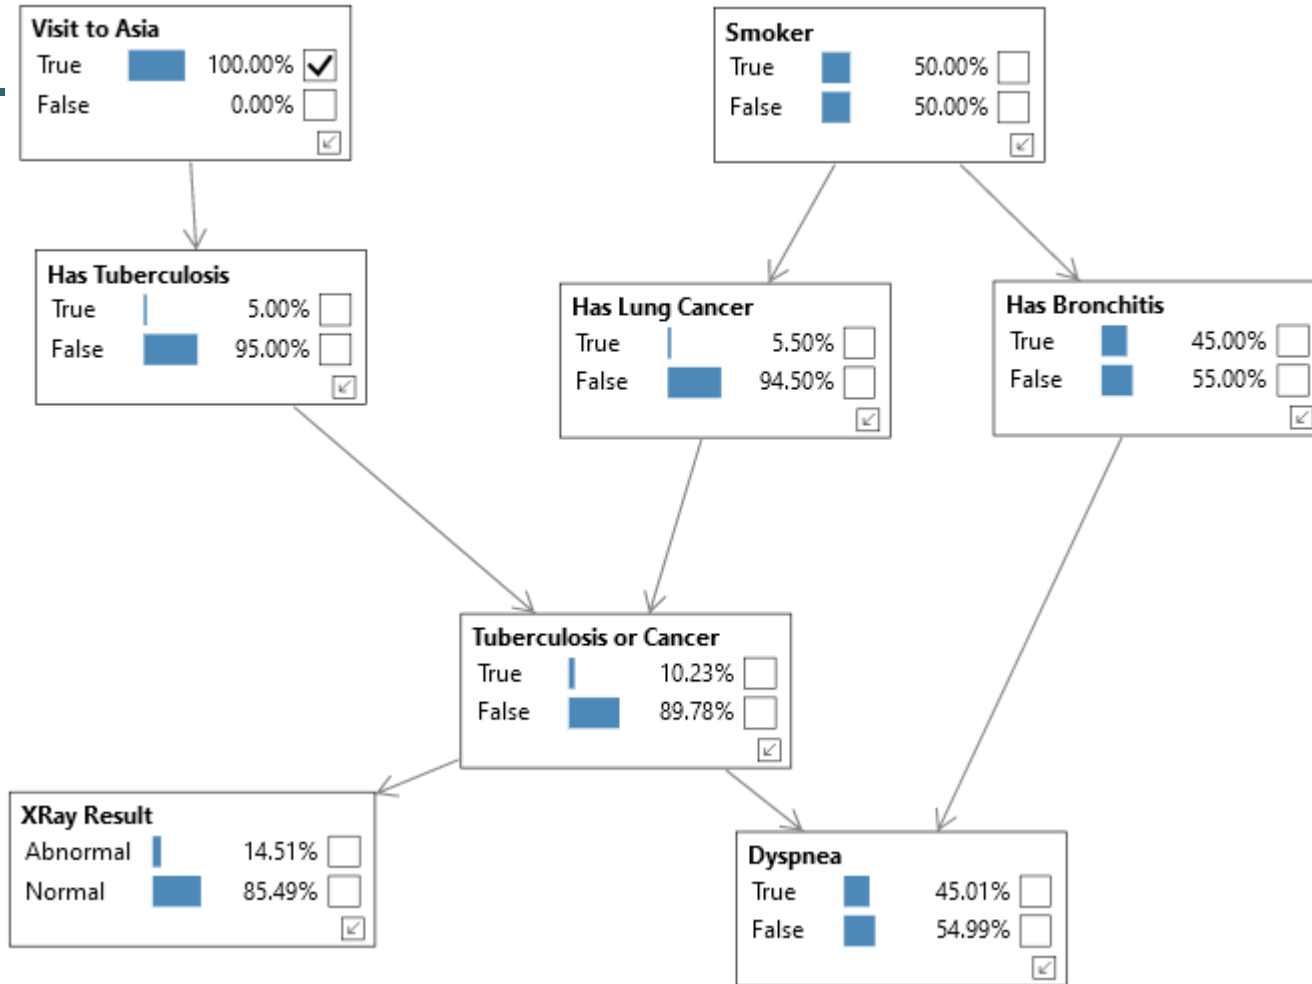 Visit to Asia
True 100.00%
False 0.00%
Smoker
True 50.00%
False 50.00%
Has Tuberculosis
True 5.00%
False 95.00%
Has Lung Cancer
True 5.50%
False 94.50%
Has Bronchitis
True 45.00%
False 55.00%
Tuberculosis or Cancer
True 10.23%
False 89.78%
XRay Result
Abnormal 14.51%
Normal 85.49%
Dyspnea
True 45.01%
False 54.99%